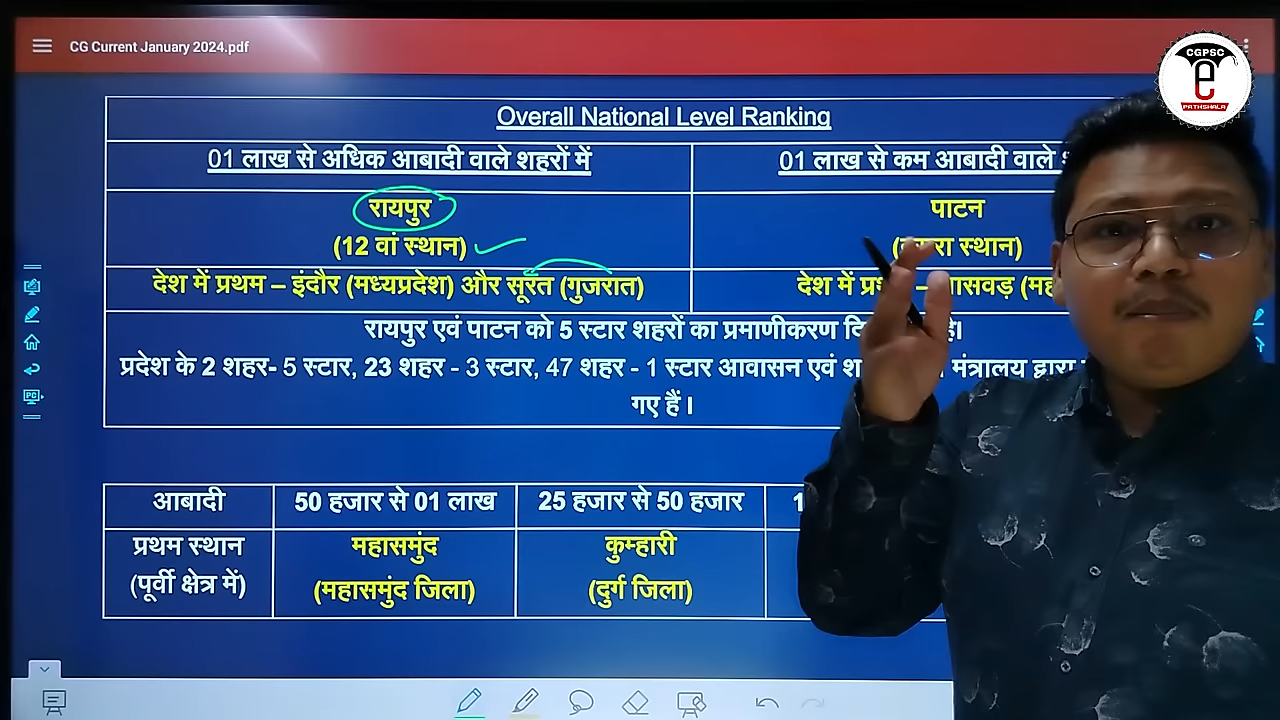 CG Current January 2024.pdf
CGPSC
e
PATHSHALA
Overall National Level Ranking
01 लाख से अधिक आबादी वाले शहरों में
01 लाख से कम आबादी वाले
रायपुर
(12 वां स्थान)
पाटन
स्थान)
देश में प्रथम – इंदौर (मध्यप्रदेश) और सूरत (गुजरात)
देश में
रायपुर एवं पाटन को 5 स्टार शहरों का प्रमाणीकरण
प्रदेश के 2 शहर- 5 स्टार, 23 शहर - 3 स्टार, 47 शहर - 1 स्टार आवासन एवं मंत्रालय द्वारा
गए हैं।
आबादी
50 हजार से 01 लाख
25 हजार से 50 हजार
प्रथम स्थान
(पूर्वी क्षेत्र में)
महासमुंद
(महासमुंद जिला)
कुम्हारी
(दुर्ग जिला)